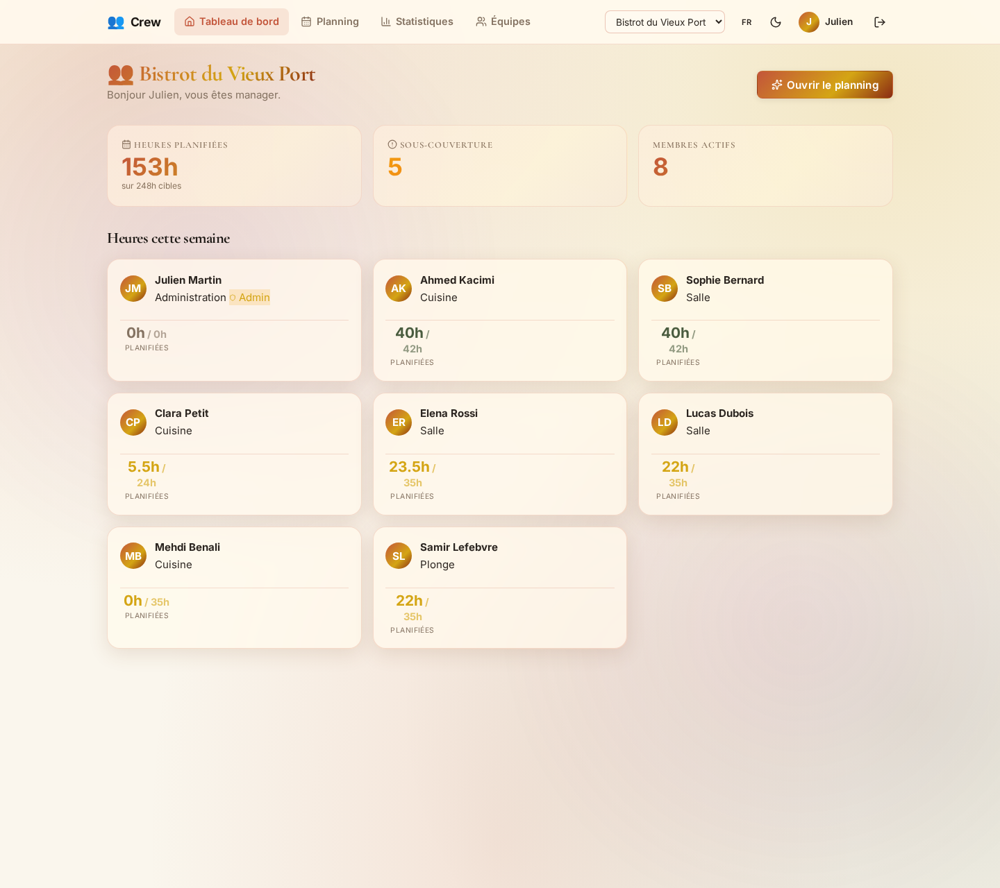 Crew
Tableau de bord
Planning
Statistiques
Équipes
Bistrot du Vieux Port
FR
J
Julien
Bistrot du Vieux Port
Bonjour Julien, vous êtes manager.
Ouvrir le planning
HEURES PLANIFIÉES
153h
sur 248h cibles
SOUS-COUVERTURE
5
MEMBRES ACTIFS
8
Heures cette semaine
JM
Julien Martin
Administration Admin
0h / 0h
PLANIFIÉES
AK
Ahmed Kacimi
Cuisine
40h /
42h
PLANIFIÉES
SB
Sophie Bernard
Salle
40h /
42h
PLANIFIÉES
CP
Clara Petit
Cuisine
5.5h /
24h
PLANIFIÉES
ER
Elena Rossi
Salle
23.5h /
35h
PLANIFIÉES
LD
Lucas Dubois
Salle
22h /
35h
PLANIFIÉES
MB
Mehdi Benali
Cuisine
0h / 35h
PLANIFIÉES
SL
Samir Lefebvre
Plonge
22h /
35h
PLANIFIÉES